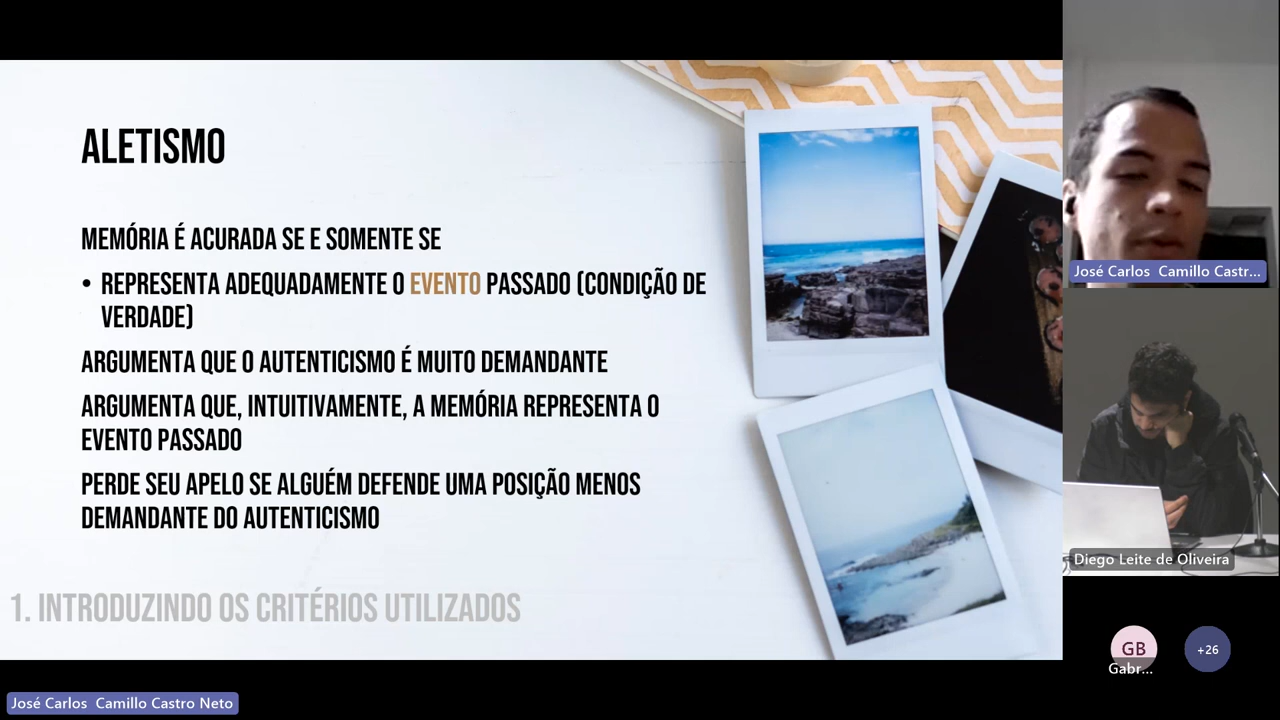 ALETISMO
MEMÓRIA É ACURADA SE E SOMENTE SE
• REPRESENTA ADEQUADAMENTE O EVENTO PASSADO (CONDIÇÃO DE
VERDADE)
ARGUMENTA QUE O AUTENTICISMO É MUITO DEMANDANTE
ARGUMENTA QUE, INTUITIVAMENTE, A MEMÓRIA REPRESENTA O
EVENTO PASSADO
PERDE SEU APELO SE ALGUÉM DEFENDE UMA POSIÇÃO MENOS
DEMANDANTE DO AUTENTICISMO
1. INTRODUZINDO OS CRITÉRIOS UTILIZADOS
José Carlos Camillo Castr...
Diego Leite de Oliveira
GB
Gabr...
+26
José Carlos Camillo Castro Neto